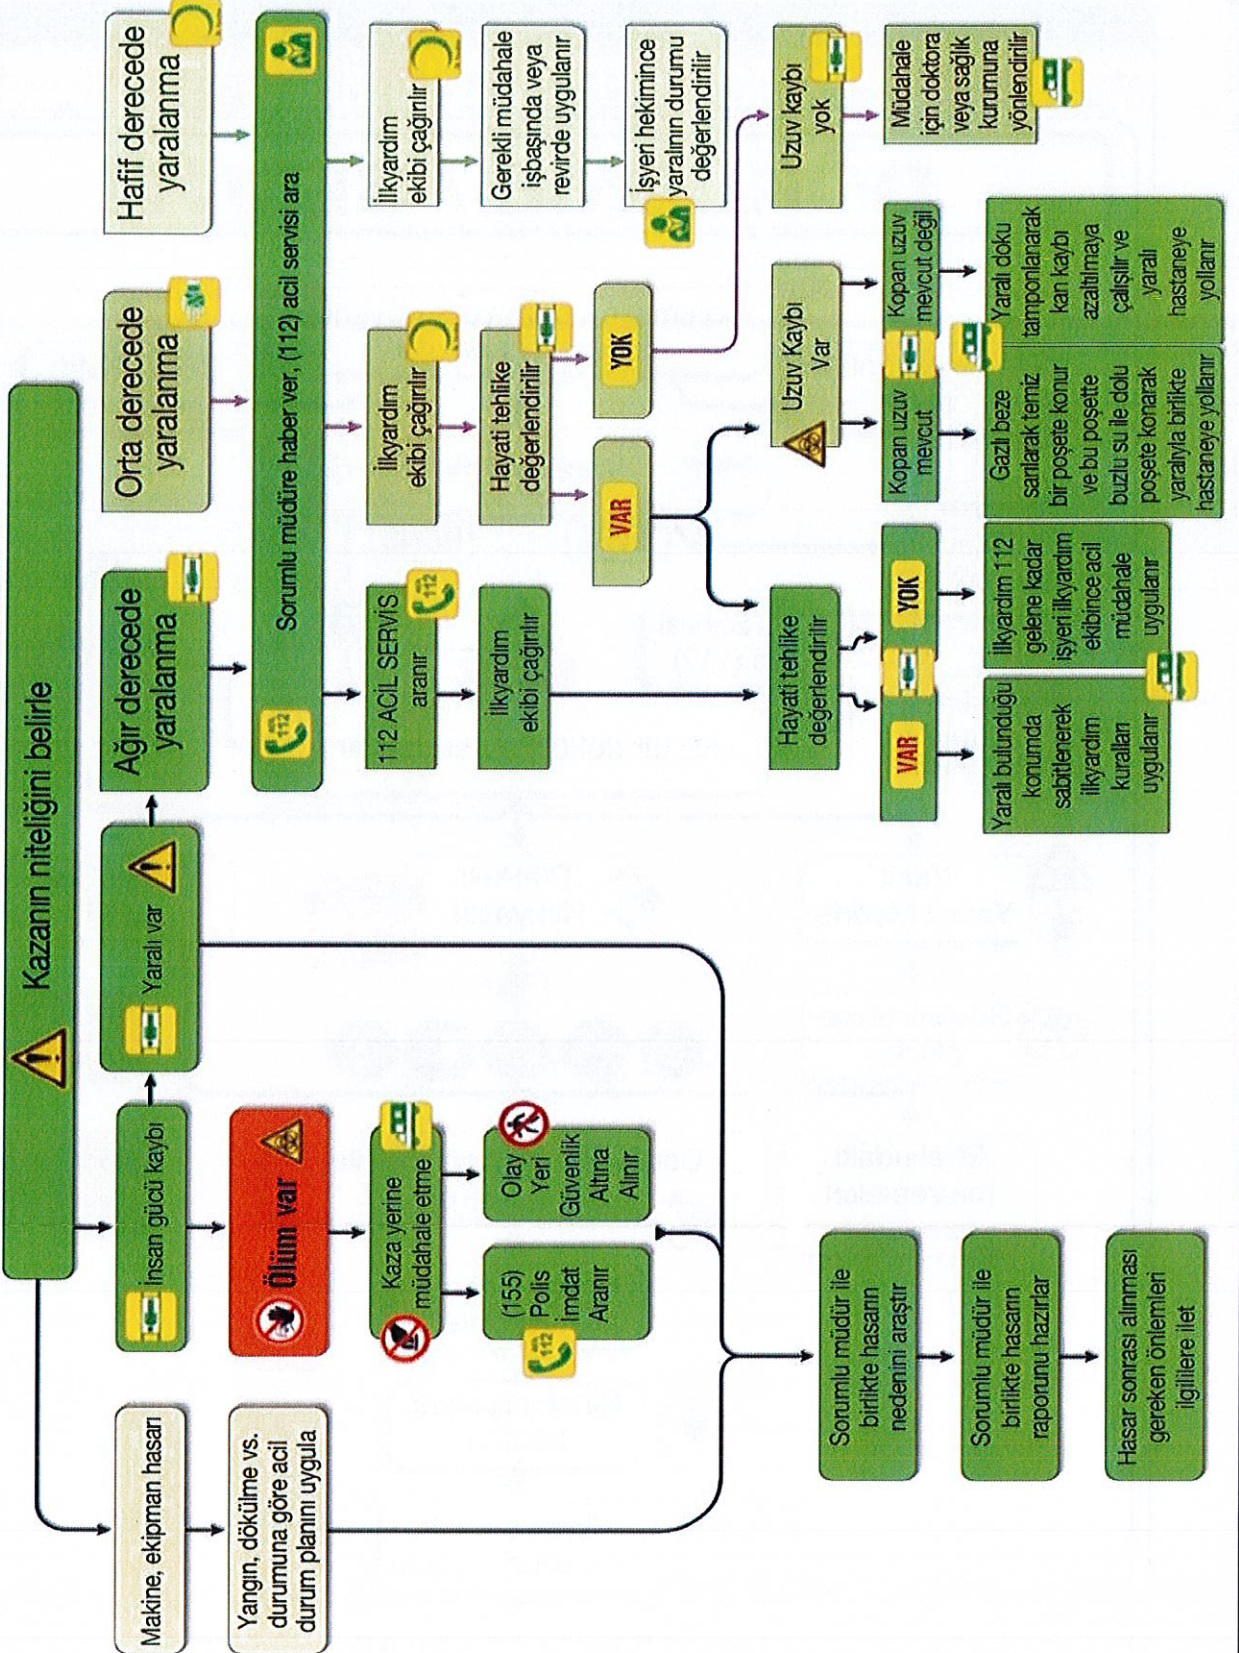 Kazanın niteliğini belirle
Makine, ekipman hasarı
Yangın, dökülme vs.
durumuna göre acil
durum planını uygula
İnsan gücü kaybı
Ölüm var
Kaza yerine
müdahale etme
(155)
Polis
İmdat
Aranır
112
Olay
Yeri
Güvenlik
Altına
Alınır
Sorumlu müdür ile
birlikte hasarın
nedenini araştır
Sorumlu müdür ile
birlikte hasarın
raporunu hazırlar
Hasar sonrası alınması
gereken önlemleri
ilgililere ilet
Yaralı var
Ağır derecede
yaralanma
Orta derecede
yaralanma
Hafif derecede
yaralanma
112
Sorumlu müdüre haber ver, (112) acil servisi ara
112 ACİL SERVİS
aranır
112
İlkyardım
ekibi çağırılır
Hayati tehlike
değerlendirilir
VAR
YOK
Yaralı bulunduğu
konumda
sabitlenerek
ilkyardım
kuralları
uygulanır
İlkyardım 112
gelene kadar
işyeri ilkyardım
ekibince acil
müdahale
uygulanır
İlkyardım
ekibi çağırılır
Hayati tehlike
değerlendirilir
VAR
YOK
Uzuv Kaybı
Var
Kopan uzuv
mevcut
Kopan uzuv
mevcut değil
Gazlı beze
sarılarak temiz
bir poşete konur
ve bu poşette
buzlu su ile dolu
poşete konarak
yaralıyla birlikte
hastaneye yollanır
Yaralı doku
tamponlanarak
kan kaybı
azaltılmaya
çalışılır ve
yaralı
hastaneye
yollanır
İlkyardım
ekibi çağırılır
Gerekli müdahale
işbaşında veya
revirde uygulanır
İşyeri hekimince
yaralının durumu
değerlendirilir
Uzuv kaybı
yok
Müdahale
için doktora
veya sağlık
kurumuna
yönlendirilir